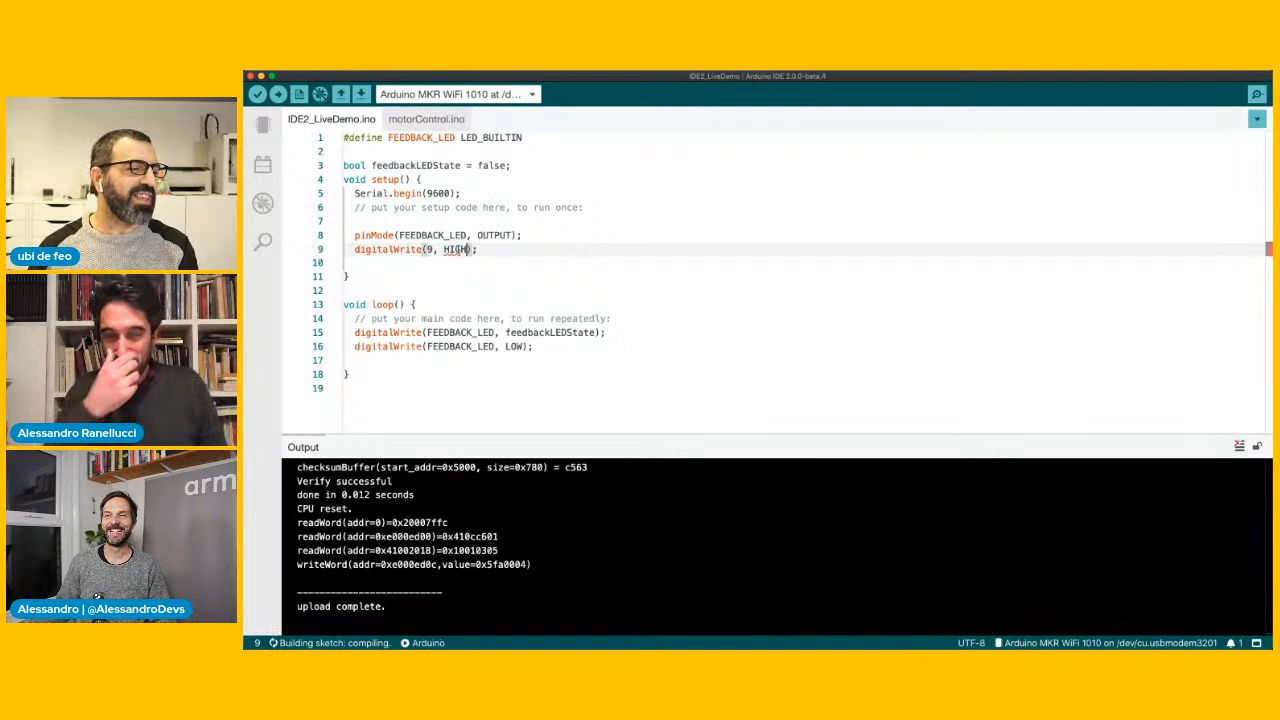 IDE2_LiveDemo | Arduino IDE 2.0.0-beta.4
Arduino MKR WiFi 1010 at /d...
IDE2_LiveDemo.ino motorControl.ino
1 #define FEEDBACK_LED LED_BUILTIN
2
3 bool feedbackLEDState = false;
4 void setup() {
5 Serial.begin(9600);
6 // put your setup code here, to run once:
7
8 pinMode(FEEDBACK_LED, OUTPUT);
9 digitalWrite(9, HIGH);
10
11 }
12
13 void loop() {
14 // put your main code here, to run repeatedly:
15 digitalWrite(FEEDBACK_LED, feedbackLEDState);
16 digitalWrite(FEEDBACK_LED, LOW);
17
18 }
19
Output
checksumBuffer(start_addr=0x5000, size=0x780) = c563
Verify successful
done in 0.012 seconds
CPU reset.
readWord(addr=0)=0x20007ffc
readWord(addr=0xe000ed00)=0x410cc601
readWord(addr=0x41002018)=0x10010305
writeWord(addr=0xe000ed0c,value=0x5fa0004)
-------------------------
upload complete.
9 Building sketch: compiling. Arduino UTF-8 Arduino MKR WiFi 1010 on /dev/cu.usbmodem3201 1
ubi de feo
Alessandro Ranellucci
arm
Alessandro | @AlessandroDevs